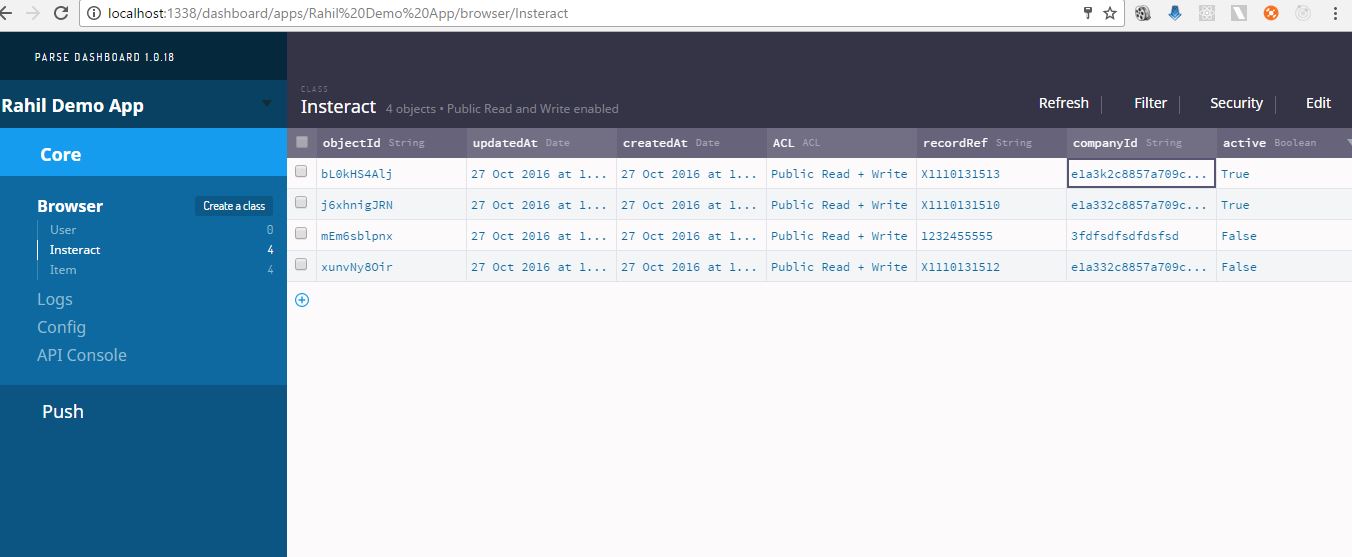 localhost:1338/dashboard/apps/Rahil%20Demo%20App/browser/Insteract
PARSE DASHBOARD 1.0.18
Rahil Demo App
Core
Browser Create a class
User 0
Insteract 4
Item 4
Logs
Config
API Console
Push
CLASS
Insteract 4 objects • Public Read and Write enabled
Refresh Filter Security Edit
objectId String updatedAt Date createdAt Date ACL ACL recordRef String companyId String active Boolean
bL0kHS4Alj 27 Oct 2016 at 1... 27 Oct 2016 at 1... Public Read + Write X1110131513 e1a3k2c8857a709c... True
j6xhnigJRN 27 Oct 2016 at 1... 27 Oct 2016 at 1... Public Read + Write X1110131510 e1a332c8857a709c... True
mEm6sblpnx 27 Oct 2016 at 1... 27 Oct 2016 at 1... Public Read + Write 1232455555 3fdfsdfsdfdsfsd False
xunvNy8Oir 27 Oct 2016 at 1... 27 Oct 2016 at 1... Public Read + Write X1110131512 e1a332c8857a709c... False